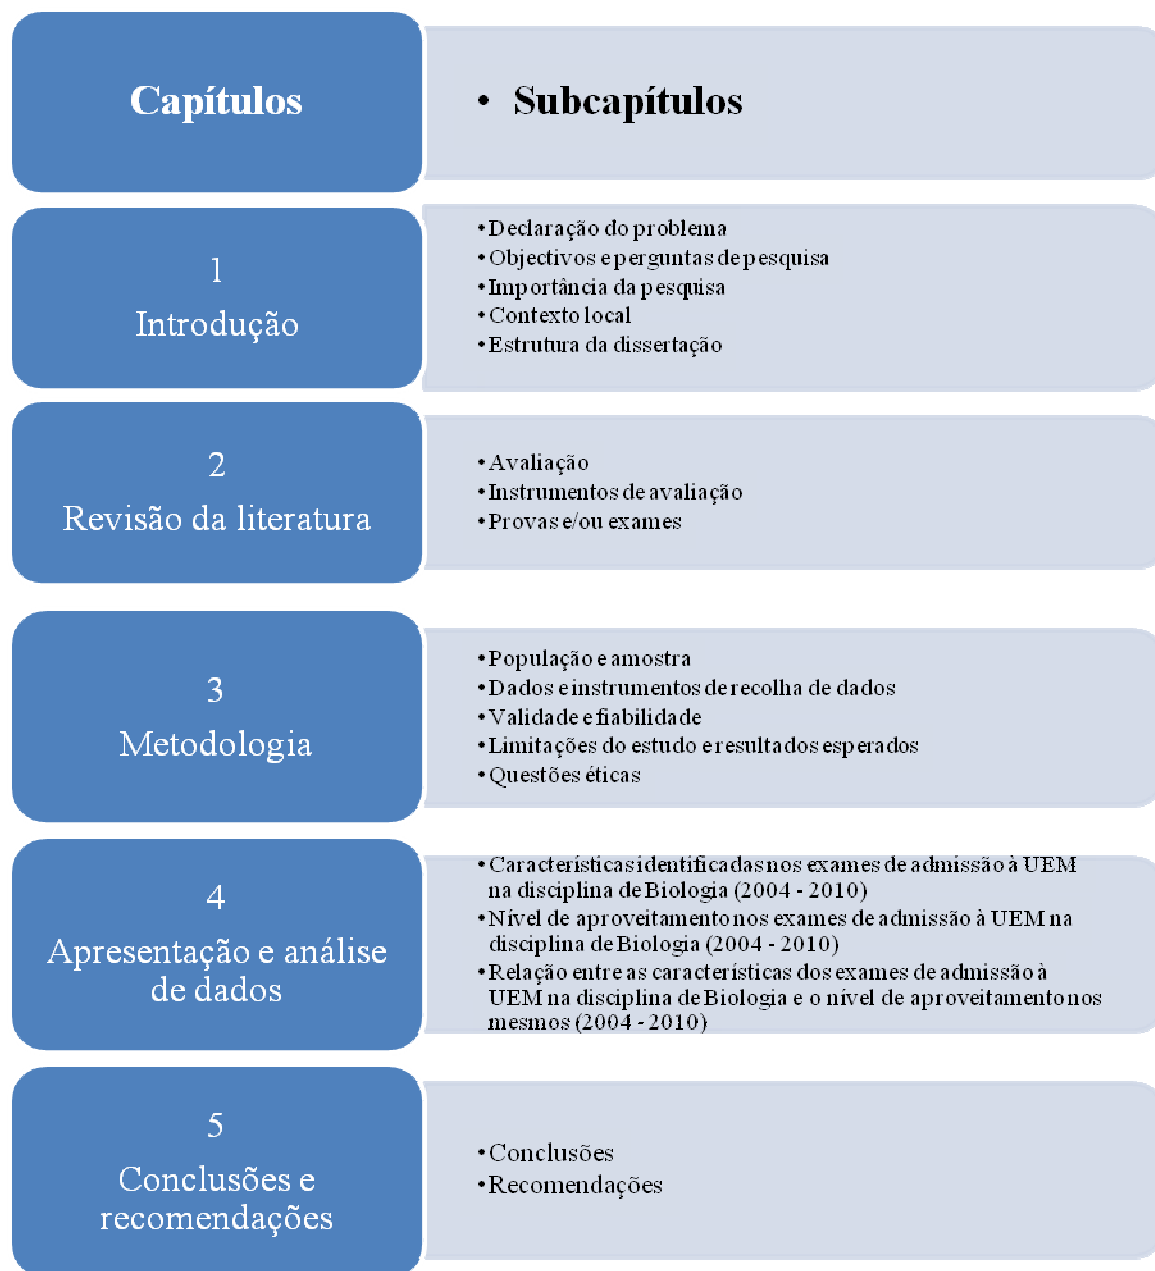 Capítulos
• Subcapítulos
1
Introdução
• Declaração do problema
• Objectivos e perguntas de pesquisa
• Importância da pesquisa
• Contexto local
• Estrutura da dissertação
2
Revisão da literatura
• Avaliação
• Instrumentos de avaliação
• Provas e/ou exames
3
Metodologia
• População e amostra
• Dados e instrumentos de recolha de dados
• Validade e fiabilidade
• Limitações do estudo e resultados esperados
• Questões éticas
4
Apresentação e análise
de dados
• Características identificadas nos exames de admissão à UEM
na disciplina de Biologia (2004 - 2010)
• Nível de aproveitamento nos exames de admissão à UEM na
disciplina de Biologia (2004 - 2010)
• Relação entre as características dos exames de admissão à
UEM na disciplina de Biologia e o nível de aproveitamento nos
mesmos (2004 - 2010)
5
Conclusões e
recomendações
• Conclusões
• Recomendações